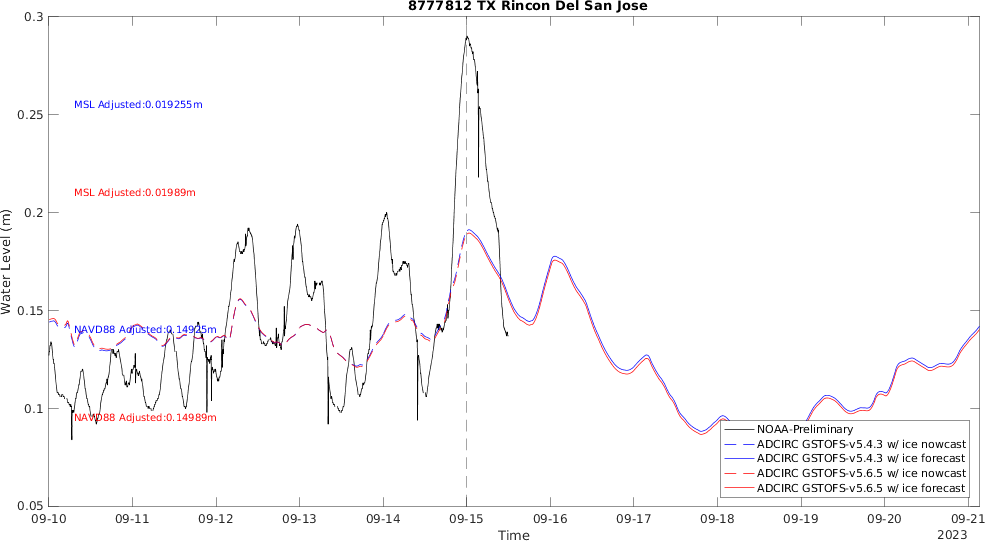 8777812 TX Rincon Del San Jose
0.3
0.25
0.2
0.15
0.1
0.05
Water Level (m)
MSL Adjusted:0.019255m
MSL Adjusted:0.01989m
NAVD88 Adjusted:0.14925m
NAVD88 Adjusted:0.14989m
NOAA-Preliminary
ADCIRC GSTOFS-v5.4.3 w/ ice nowcast
ADCIRC GSTOFS-v5.4.3 w/ ice forecast
ADCIRC GSTOFS-v5.6.5 w/ ice nowcast
ADCIRC GSTOFS-v5.6.5 w/ ice forecast
09-10 09-11 09-12 09-13 09-14 09-15 09-16 09-17 09-18 09-19 09-20 09-21
Time
2023